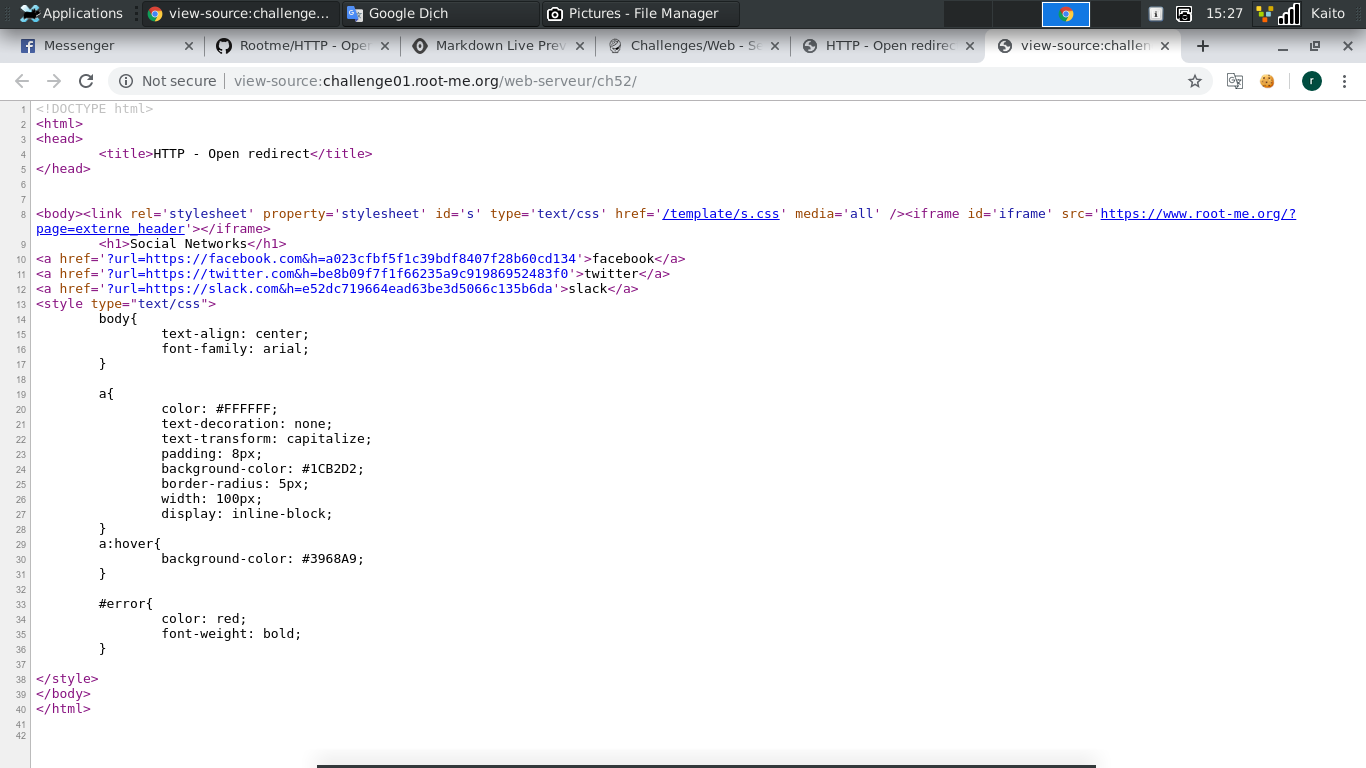 Applications view-source:challenge... Google Dịch Pictures - File Manager 15:27 Kaito
Messenger Rootme/HTTP - Ope Markdown Live Prev Challenges/Web - Se HTTP - Open redirec view-source:challen
Not secure view-source:challenge01.root-me.org/web-serveur/ch52/ r
1 <!DOCTYPE html>
2 <html>
3 <head>
4 <title>HTTP - Open redirect</title>
5 </head>
6
7
8 <body><link rel='stylesheet' property='stylesheet' id='s' type='text/css' href='/template/s.css' media='all' /><iframe id='iframe' src='https://www.root-me.org/?
page=externe_header'></iframe>
9 <h1>Social Networks</h1>
10 <a href='?url=https://facebook.com&h=a023cfbf5f1c39bdf8407f28b60cd134'>facebook</a>
11 <a href='?url=https://twitter.com&h=be8b09f7f1f66235a9c91986952483f0'>twitter</a>
12 <a href='?url=https://slack.com&h=e52dc719664ead63be3d5066c135b6da'>slack</a>
13 <style type="text/css">
14 body{
15 text-align: center;
16 font-family: arial;
17 }
18
19 a{
20 color: #FFFFFF;
21 text-decoration: none;
22 text-transform: capitalize;
23 padding: 8px;
24 background-color: #1CB2D2;
25 border-radius: 5px;
26 width: 100px;
27 display: inline-block;
28 }
29 a:hover{
30 background-color: #3968A9;
31 }
32
33 #error{
34 color: red;
35 font-weight: bold;
36 }
37
38 </style>
39 </body>
40 </html>
41
42